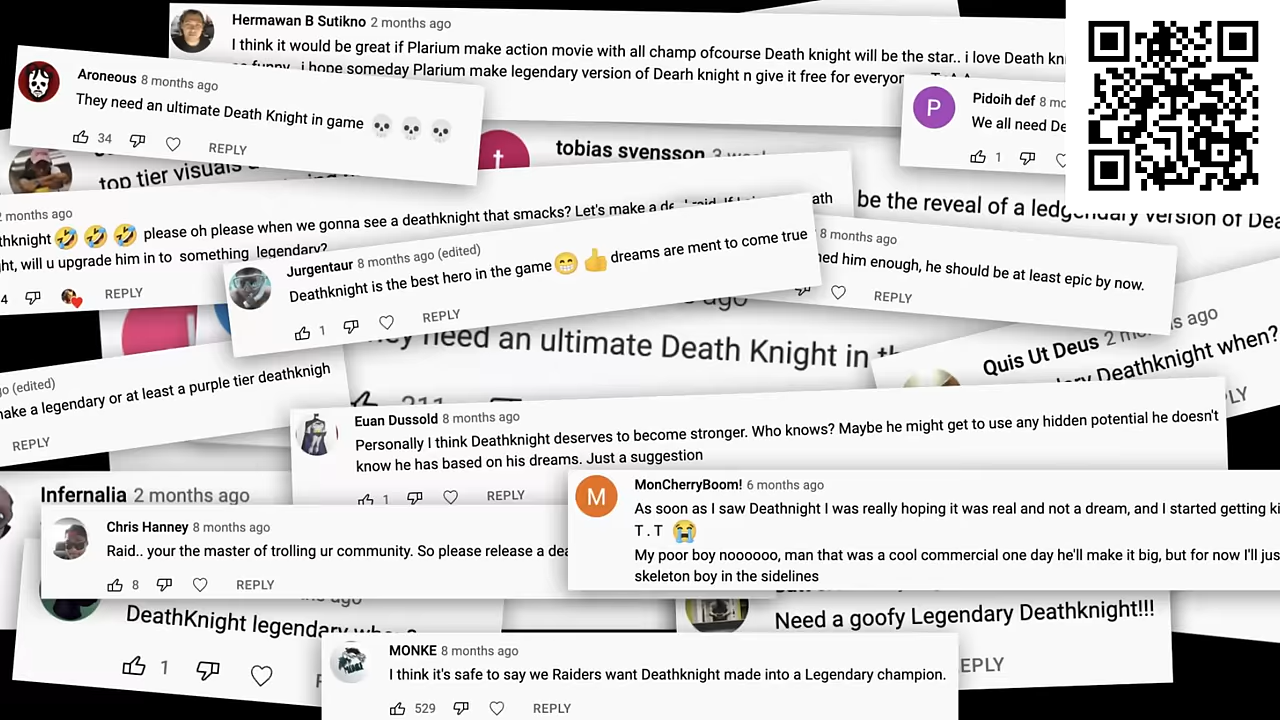 Hermawan B Sutikno 2 months ago
I think it would be great if Plarium make action movie with all champ ofcourse Death knight will be the star.. i love Death
so funny.. i hope someday Plarium make legendary version of Dearh knight n give it free for
Aroneous 8 months ago
They need an ultimate Death Knight in game 💀 💀 💀
34 REPLY
P
Pidoih def 8
We all need
1
top tier visuals
t
tobias svensson 3
be the reveal of a ledgendary version of
2 months ago
🤣 🤣 🤣 please oh please when we gonna see a deathknight that smacks? Let's make a
will u upgrade him in to something legendary?
4 REPLY
Jurgentaur 8 months ago (edited)
Deathknight is the best hero in the game 😁 👍 dreams are ment to come true
1 REPLY
8 months ago
him enough, he should be at least epic by now.
REPLY
need an ultimate Death Knight in
Quis Ut Deus 2 ago
Deathknight when?
(edited)
make a legendary or at least a purple tier
REPLY
Euan Dussold 8 months ago
Personally I think Deathknight deserves to become stronger. Who knows? Maybe he might get to use any hidden potential he doesn't
know he has based on his dreams. Just a suggestion
1 REPLY
Infernalia 2 months ago
M
MonCherryBoom! 6 months ago
As soon as I saw Deathnight I was really hoping it was real and not a dream, and I started getting
T . T 😭
My poor boy noooooo, man that was a cool commercial one day he'll make it big, but for now I'll
skeleton boy in the sidelines
Chris Hanney 8 months ago
Raid.. your the master of trolling ur community. So please release a
8 REPLY
DeathKnight legendary
1
Need a goofy Legendary Deathknight!!!
REPLY
MONKE 8 months ago
I think it's safe to say we Raiders want Deathknight made into a Legendary champion.
529 REPLY